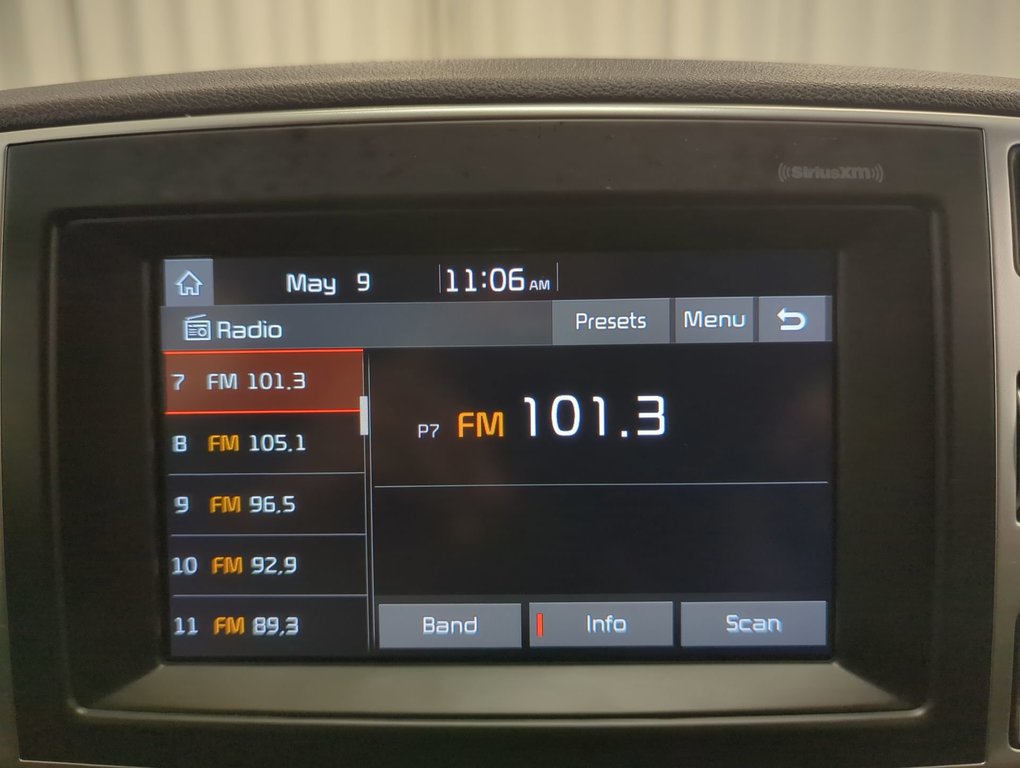 ((SiriusXM))
May 9 11:06 AM
Radio Presets Menu
7 FM 101.3
8 FM 105.1
9 FM 96.5
10 FM 92.9
11 FM 89.3
P7 FM 101.3
Band Info Scan